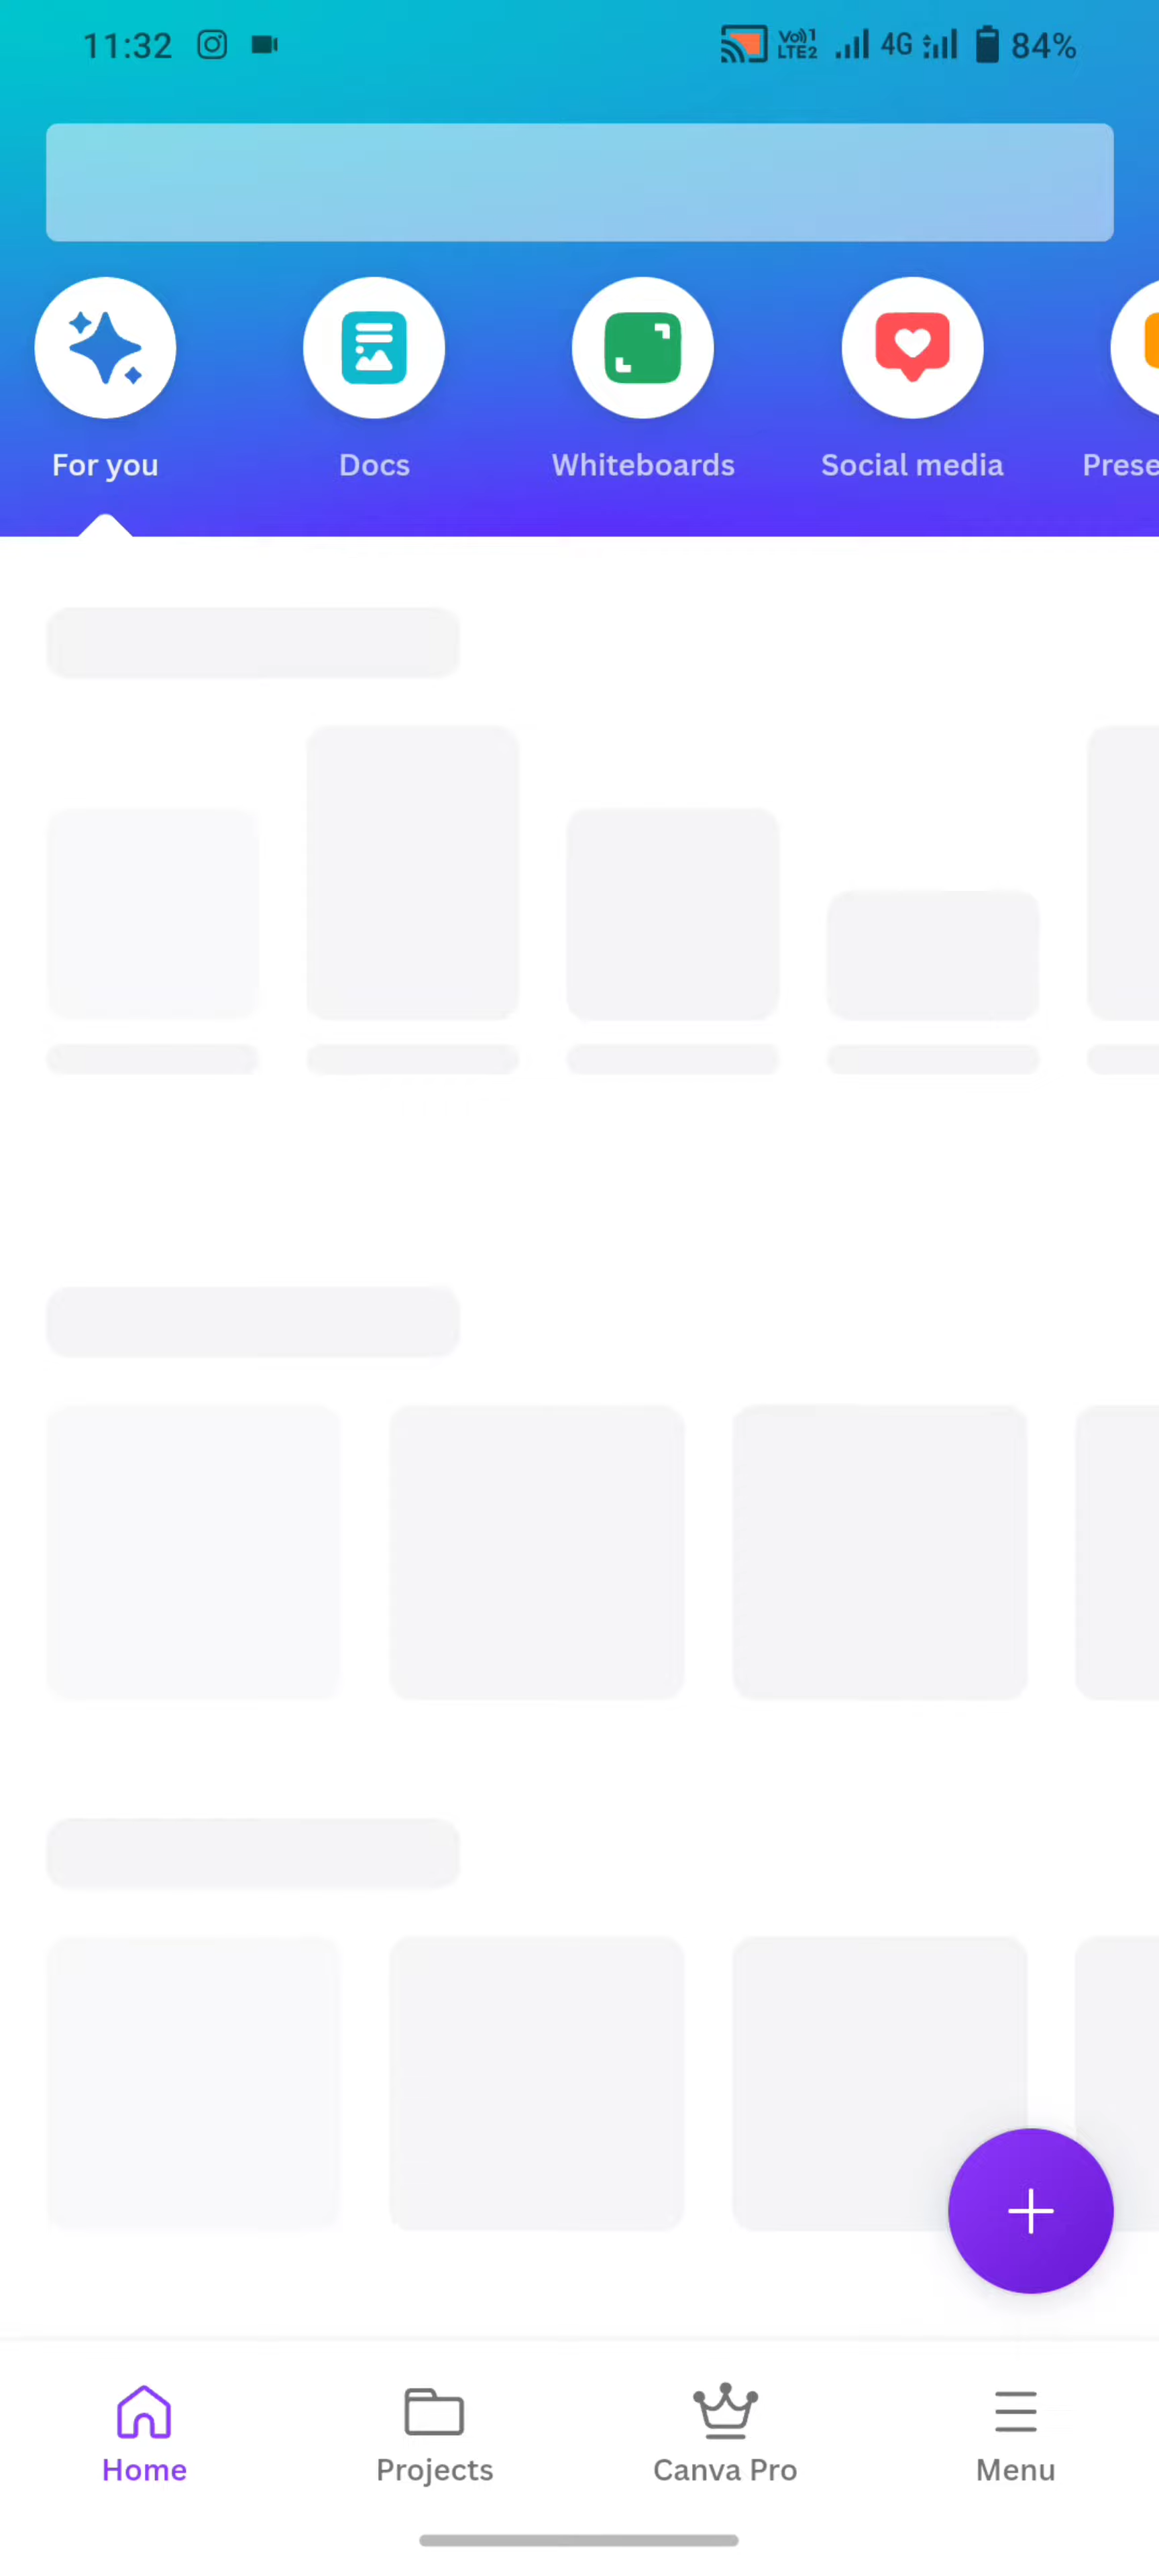 11:32
Vo)) 1
LTE2
4G
84%
For you
Docs
Whiteboards
Social media
Prese
Home
Projects
Canva Pro
Menu